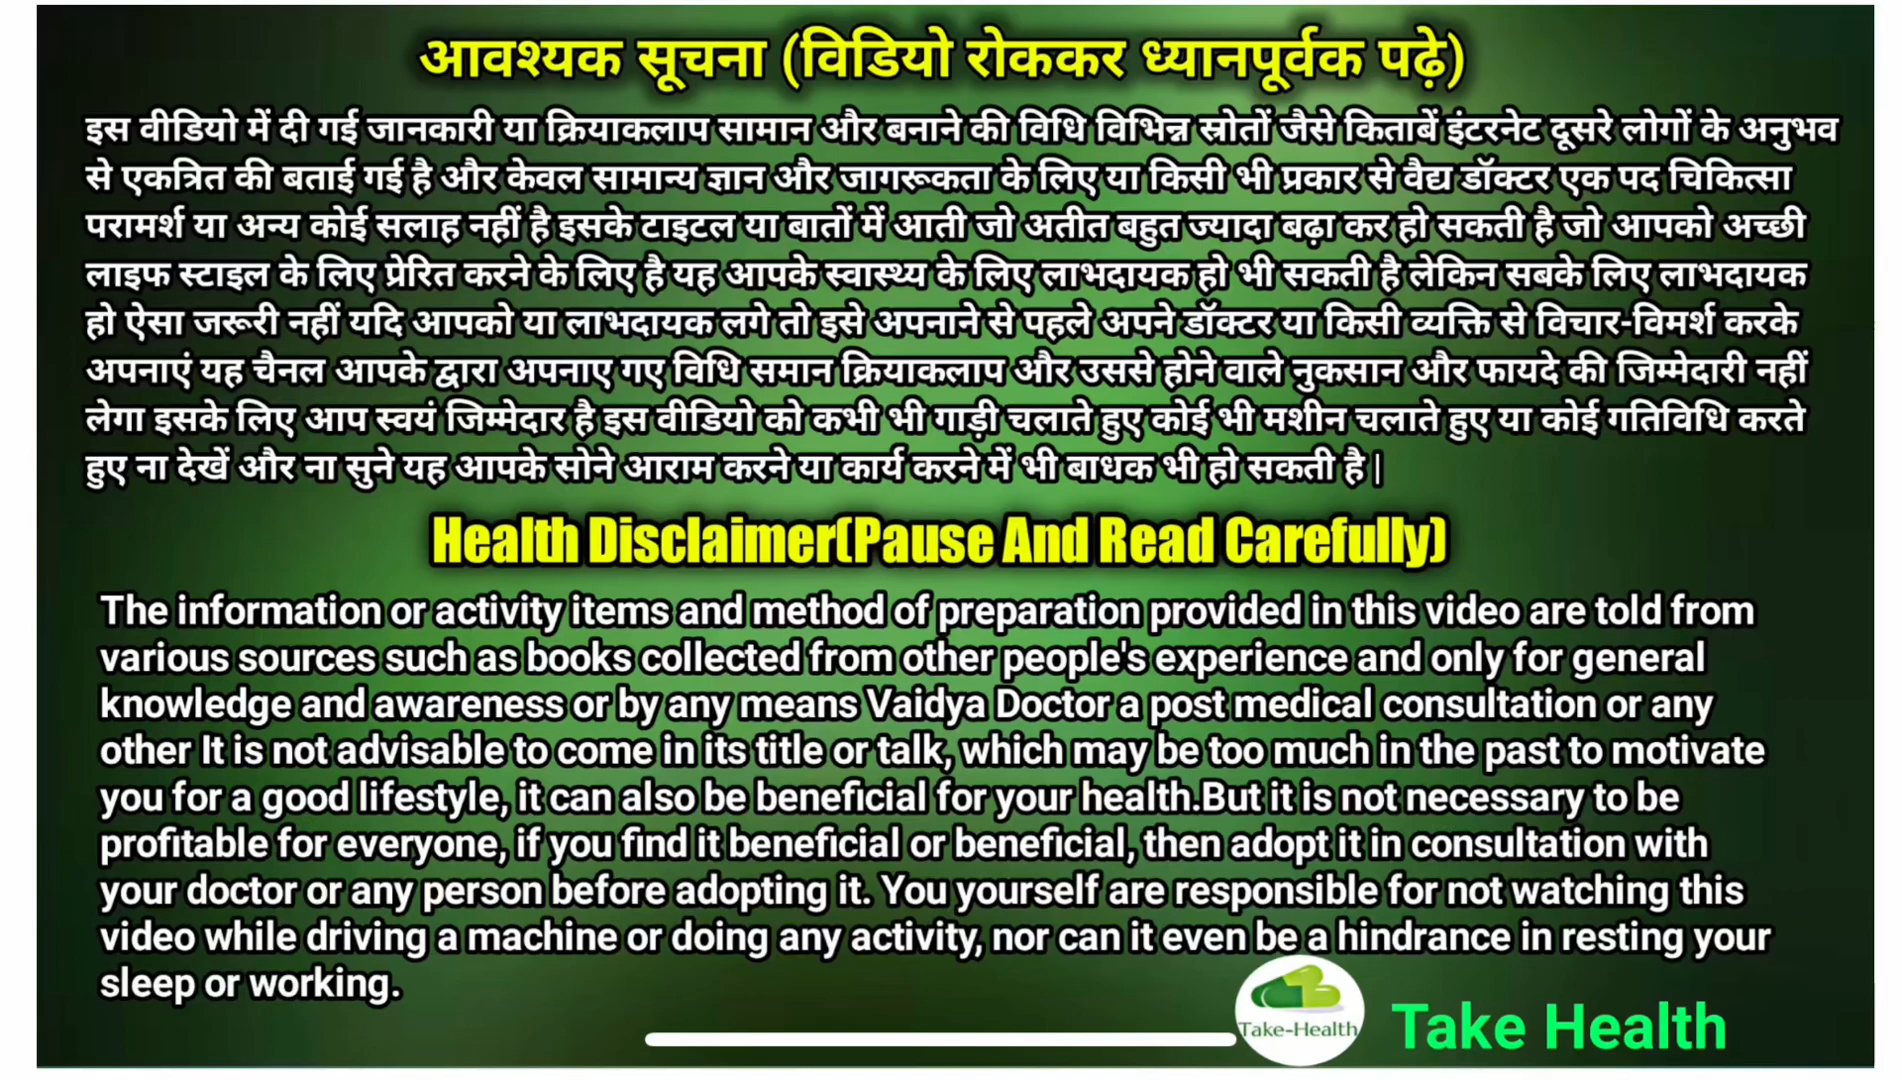 आवश्यक सूचना (विडियो रोककर ध्यानपूर्वक पढ़े)
इस वीडियो में दी गई जानकारी या क्रियाकलाप सामान और बनाने की विधि विभिन्न स्रोतों जैसे किताबें इंटरनेट दूसरे लोगों के अनुभव
से एकत्रित की बताई गई है और केवल सामान्य ज्ञान और जागरूकता के लिए या किसी भी प्रकार से वैद्य डॉक्टर एक पद चिकित्सा
परामर्श या अन्य कोई सलाह नहीं है इसके टाइटल या बातों में आती जो अतीत बहुत ज्यादा बढ़ा कर हो सकती है जो आपको अच्छी
लाइफ स्टाइल के लिए प्रेरित करने के लिए है यह आपके स्वास्थ्य के लिए लाभदायक हो भी सकती है लेकिन सबके लिए लाभदायक
हो ऐसा जरूरी नहीं यदि आपको या लाभदायक लगे तो इसे अपनाने से पहले अपने डॉक्टर या किसी व्यक्ति से विचार-विमर्श करके
अपनाएं यह चैनल आपके द्वारा अपनाए गए विधि समान क्रियाकलाप और उससे होने वाले नुकसान और फायदे की जिम्मेदारी नहीं
लेगा इसके लिए आप स्वयं जिम्मेदार है इस वीडियो को कभी भी गाड़ी चलाते हुए कोई भी मशीन चलाते हुए या कोई गतिविधि करते
हुए ना देखें और ना सुने यह आपके सोने आराम करने या कार्य करने में भी बाधक भी हो सकती है |
Health Disclaimer(Pause And Read Carefully)
The information or activity items and method of preparation provided in this video are told from
various sources such as books collected from other people's experience and only for general
knowledge and awareness or by any means Vaidya Doctor a post medical consultation or any
other It is not advisable to come in its title or talk, which may be too much in the past to motivate
you for a good lifestyle, it can also be beneficial for your health.But it is not necessary to be
profitable for everyone, if you find it beneficial or beneficial, then adopt it in consultation with
your doctor or any person before adopting it. You yourself are responsible for not watching this
video while driving a machine or doing any activity, nor can it even be a hindrance in resting your
sleep or working.
Take-Health
Take Health